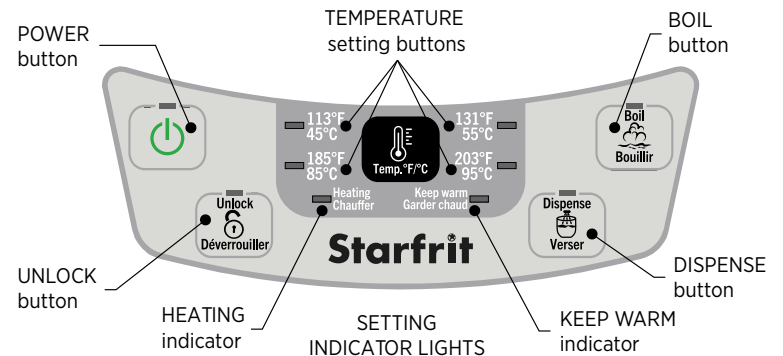 POWER
button
TEMPERATURE
setting buttons
BOIL
button
113°F
45°C
131°F
55°C
185°F
85°C
203°F
95°C
Temp.°F/°C
Boil
Bouillir
Heating
Chauffer
Keep warm
Garder chaud
Unlock
Déverrouiller
Dispense
Verser
Starfrit
UNLOCK
button
HEATING
indicator
SETTING
INDICATOR LIGHTS
KEEP WARM
indicator
DISPENSE
button